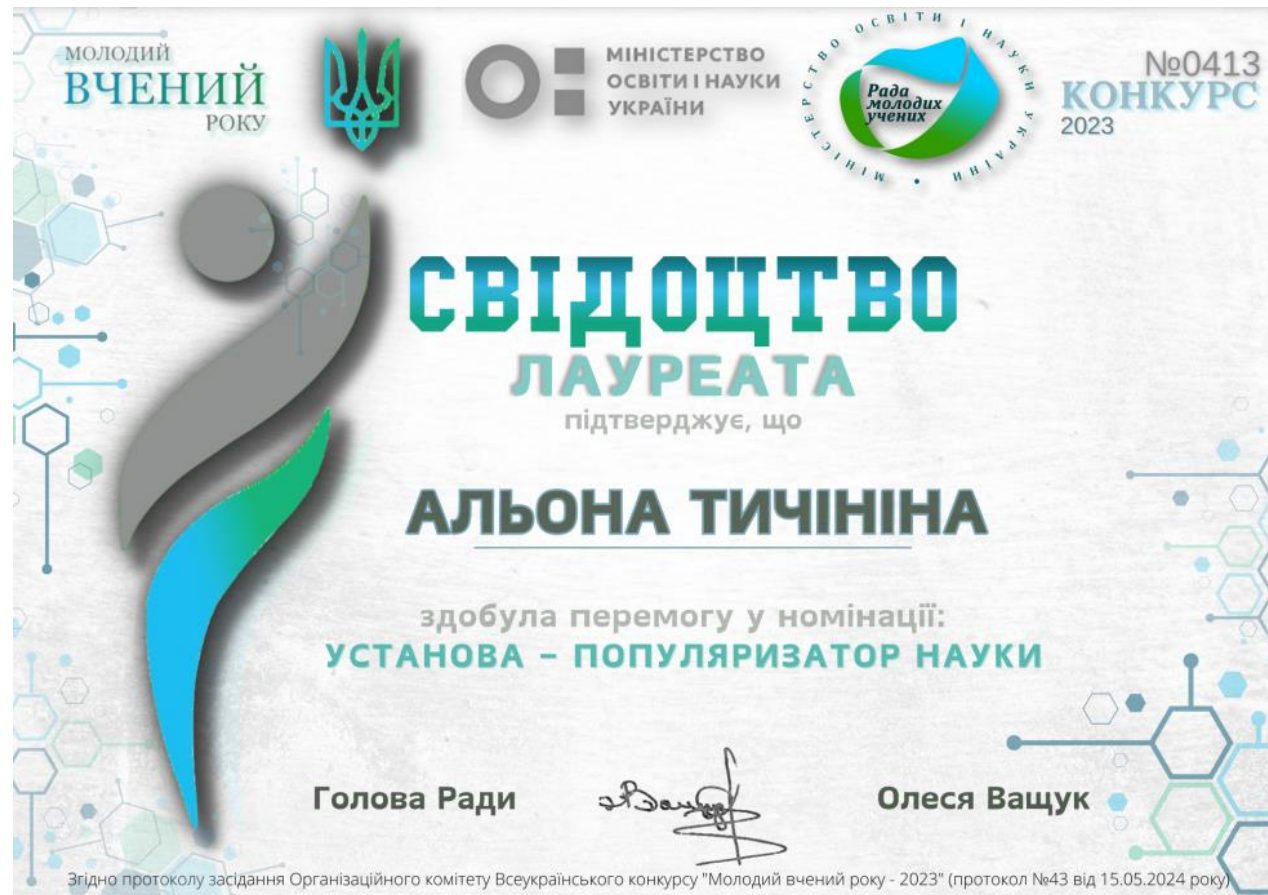 МОЛОДИЙ
ВЧЕНИЙ
РОКУ
МІНІСТЕРСТВО
ОСВІТИ І НАУКИ
УКРАЇНИ
МІНІСТЕРСТВО ОСВІТИ І НАУКИ УКРАЇНИ •
Рада
молодих
учених
№0413
КОНКУРС
2023
СВІДОЦТВО
ЛАУРЕАТА
підтверджує, що
АЛЬОНА ТИЧІНІНА
здобула перемогу у номінації:
УСТАНОВА – ПОПУЛЯРИЗАТОР НАУКИ
Голова Ради
Олеся Ващук
Згідно протоколу засідання Організаційного комітету Всеукраїнського конкурсу "Молодий вчений року - 2023" (протокол №43 від 15.05.2024 року)